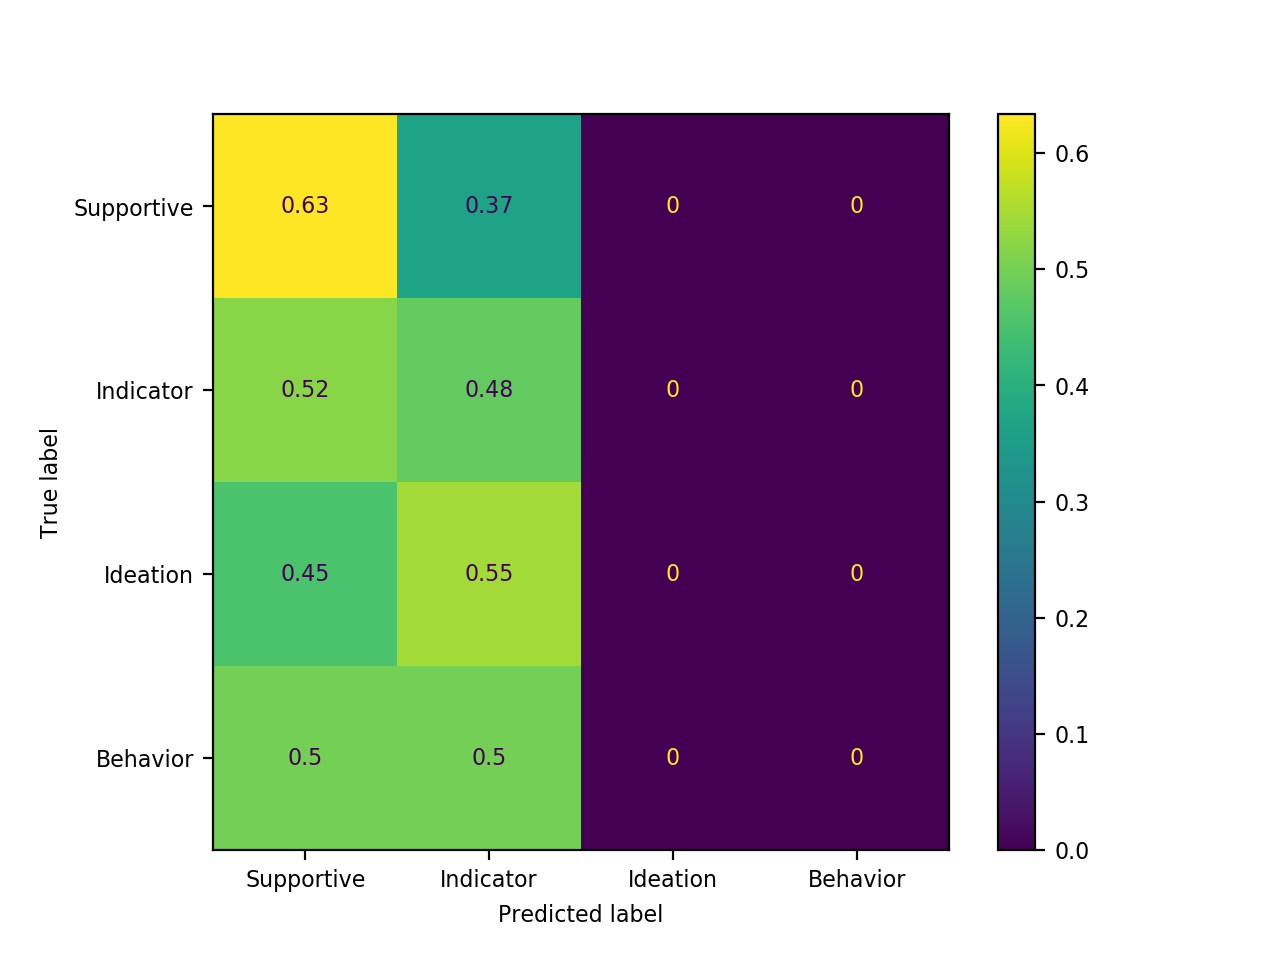 Supportive 0.63 0.37 0 0
Indicator 0.52 0.48 0 0
Ideation 0.45 0.55 0 0
Behavior 0.5 0.5 0 0
Supportive Indicator Ideation Behavior
Predicted label
True label
0.6
0.5
0.4
0.3
0.2
0.1
0.0